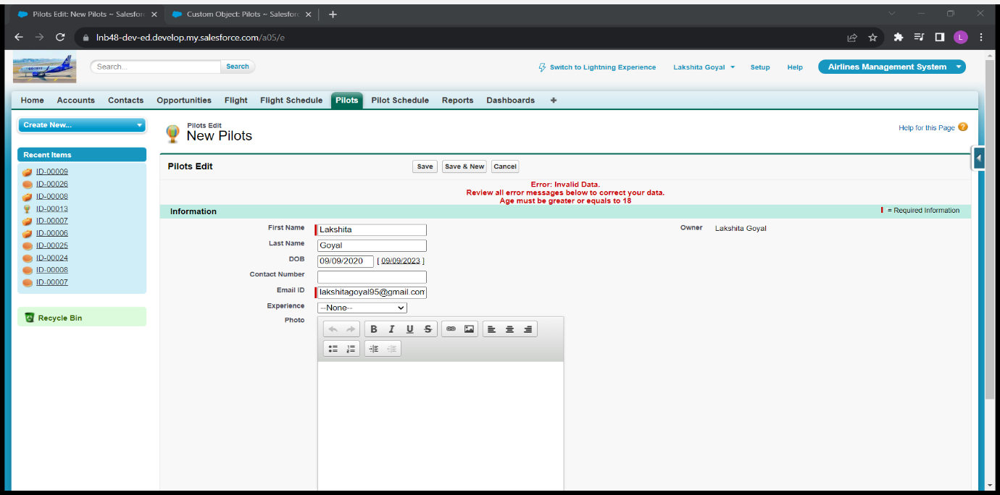 Pilots Edit: New Pilots ~ Salesforc
Custom Object: Pilots ~ Salesforc
lnb48-dev-ed.develop.my.salesforce.com/a05/e
L
Search...
Search
Switch to Lightning Experience
Lakshita Goyal
Setup
Help
Airlines Management System
Home Accounts Contacts Opportunities Flight Flight Schedule Pilots Pilot Schedule Reports Dashboards +
Create New...
Recent Items
ID-00009
ID-00026
ID-00008
ID-00013
ID-00007
ID-00006
ID-00025
ID-00024
ID-00008
ID-00007
Recycle Bin
Pilots Edit
New Pilots
Help for this Page ?
Pilots Edit
Save
Save & New
Cancel
Error: Invalid Data.
Review all error messages below to correct your data.
Age must be greater or equals to 18
Information
= Required Information
First Name Lakshita
Owner Lakshita Goyal
Last Name Goyal
DOB 09/09/2020 [ 09/09/2023 ]
Contact Number
Email ID lakshitagoyal95@gmail.com
Experience --None--
Photo
B I U S